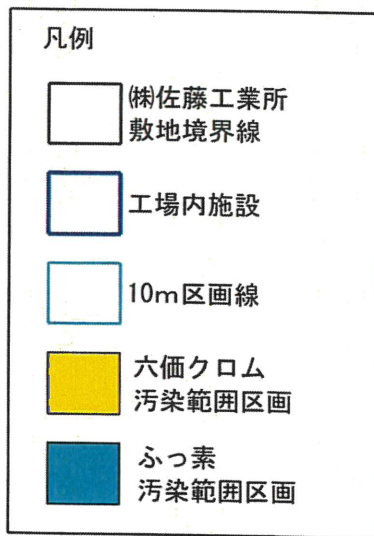 凡例
㈱佐藤工業所
敷地境界線
工場内施設
10m区画線
六価クロム
汚染範囲区画
ふっ素
汚染範囲区画